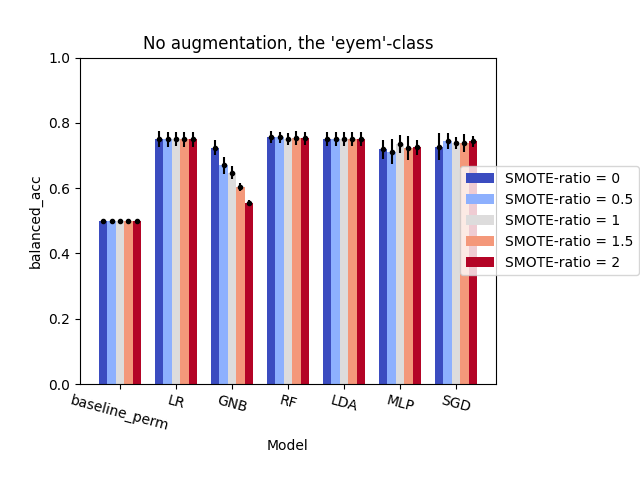 No augmentation, the 'eyem'-class
balanced_acc
1.0
0.8
0.6
0.4
0.2
0.0
SMOTE-ratio = 0
SMOTE-ratio = 0.5
SMOTE-ratio = 1
SMOTE-ratio = 1.5
SMOTE-ratio = 2
baseline_perm LR GNB RF LDA MLP SGD
Model